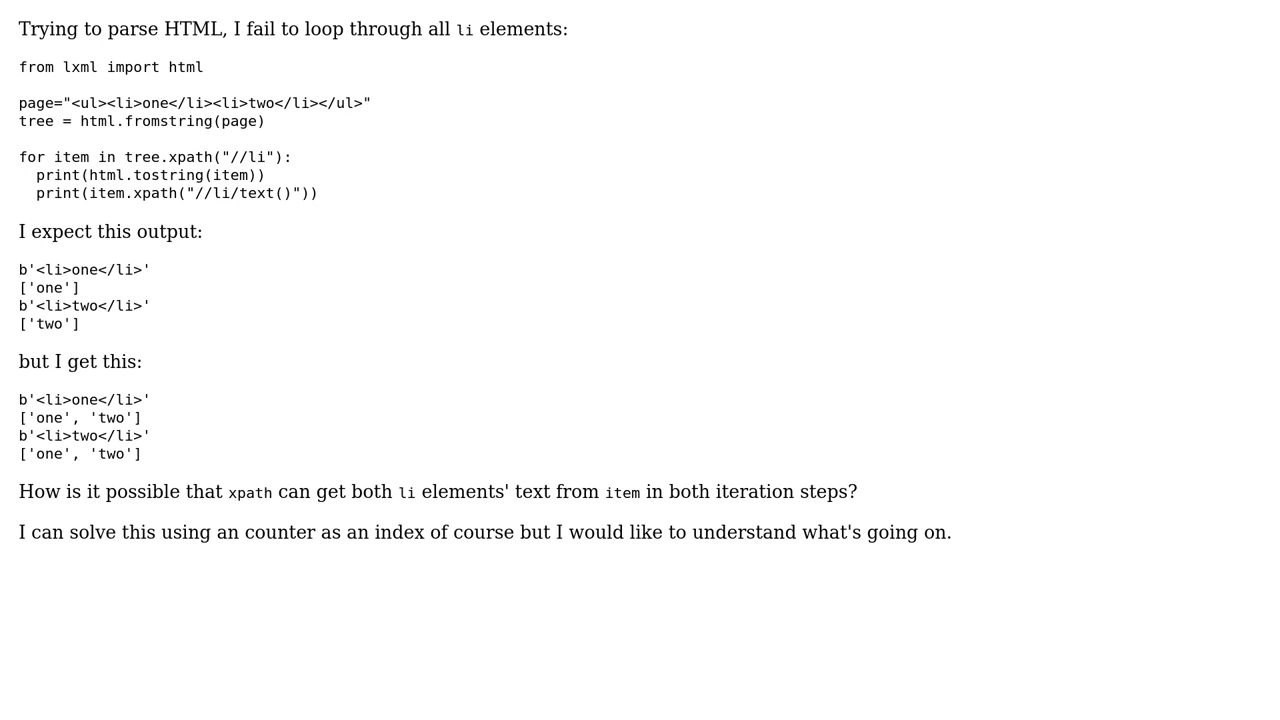 Trying to parse HTML, I fail to loop through all li elements:
from lxml import html
page="<ul><li>one</li><li>two</li></ul>"
tree = html.fromstring(page)
for item in tree.xpath("//li"):
  print(html.tostring(item))
  print(item.xpath("//li/text()"))
I expect this output:
b'<li>one</li>'
['one']
b'<li>two</li>'
['two']
but I get this:
b'<li>one</li>'
['one', 'two']
b'<li>two</li>'
['one', 'two']
How is it possible that xpath can get both li elements' text from item in both iteration steps?
I can solve this using an counter as an index of course but I would like to understand what's going on.